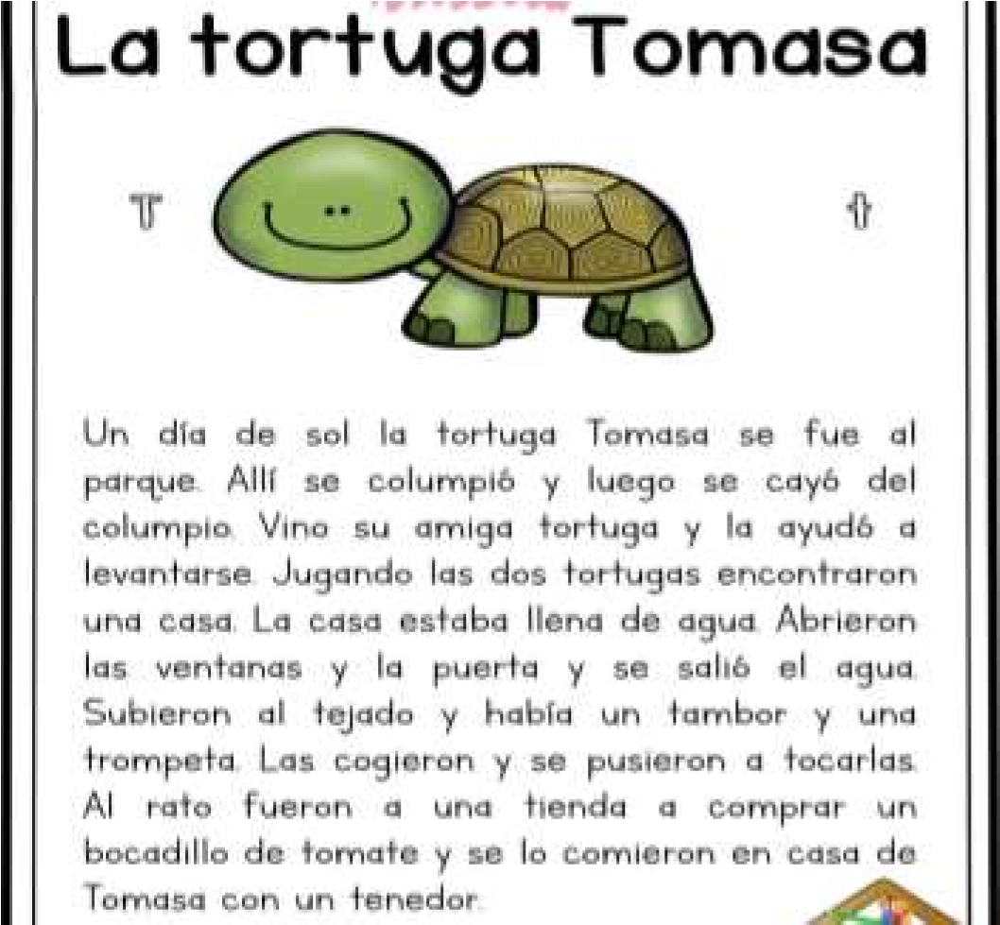 La tortuga Tomasa
T t
Un día de sol la tortuga Tomasa se fue al
parque. Allí se columpió y luego se cayó del
columpio. Vino su amiga tortuga y la ayudó a
levantarse. Jugando las dos tortugas encontraron
una casa. La casa estaba llena de agua. Abrieron
las ventanas y la puerta y se salió el agua.
Subieron al tejado y había un tambor y una
trompeta. Las cogieron y se pusieron a tocarlas.
Al rato fueron a una tienda a comprar un
bocadillo de tomate y se lo comieron en casa de
Tomasa con un tenedor.